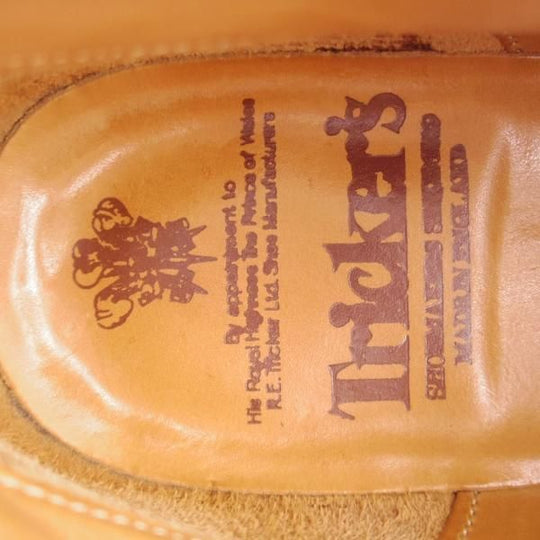 By appointment to
His Royal Highness the Prince of Wales
R.E. Tricker Ltd. Shoe Manufacturers
Tricker's
MADE IN ENGLAND